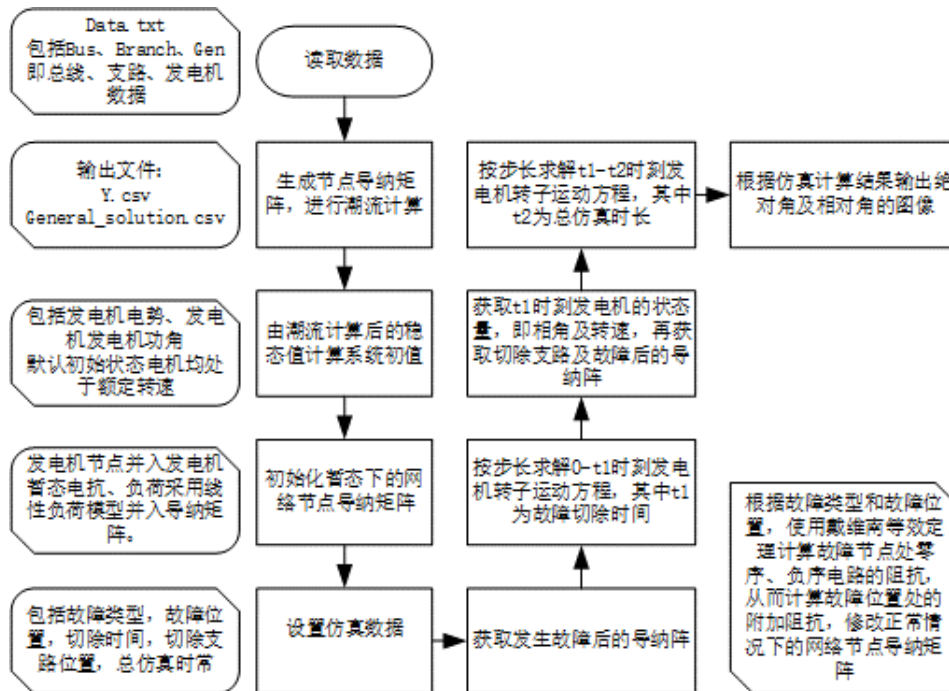 Data.txt
包括Bus、Branch、Gen
即总线、支路、发电机
数据
读取数据
输出文件：
Y.csv
General_solution.csv
生成节点导纳矩
阵，进行潮流计算
按步长求解t1-t2时刻发
电机转子运动方程，其中
t2为总仿真时长
根据仿真计算结果输出绝
对角及相对角的图像
包括发电机电势、发电
机发电机功角
默认初始状态电机均处
于额定转速
由潮流计算后的稳
态值计算系统初值
获取t1时刻发电机的状态
量，即相角及转速，再获
取切除支路及故障后的导
纳阵
发电机节点并入发电机
暂态电抗、负荷采用线
性负荷模型并入导纳矩
阵。
初始化暂态下的网
络节点导纳矩阵
按步长求解0-t1时刻发电
机转子运动方程，其中t1
为故障切除时间
根据故障类型和故障位
置，使用戴维南等效定
理计算故障节点处零
序、负序电路的阻抗，
从而计算故障位置处的
附加阻抗，修改正常情
况下的网络节点导纳矩
阵
包括故障类型，故障位
置，切除时间，切除支
路位置，总仿真时常
设置仿真数据
获取发生故障后的导纳阵